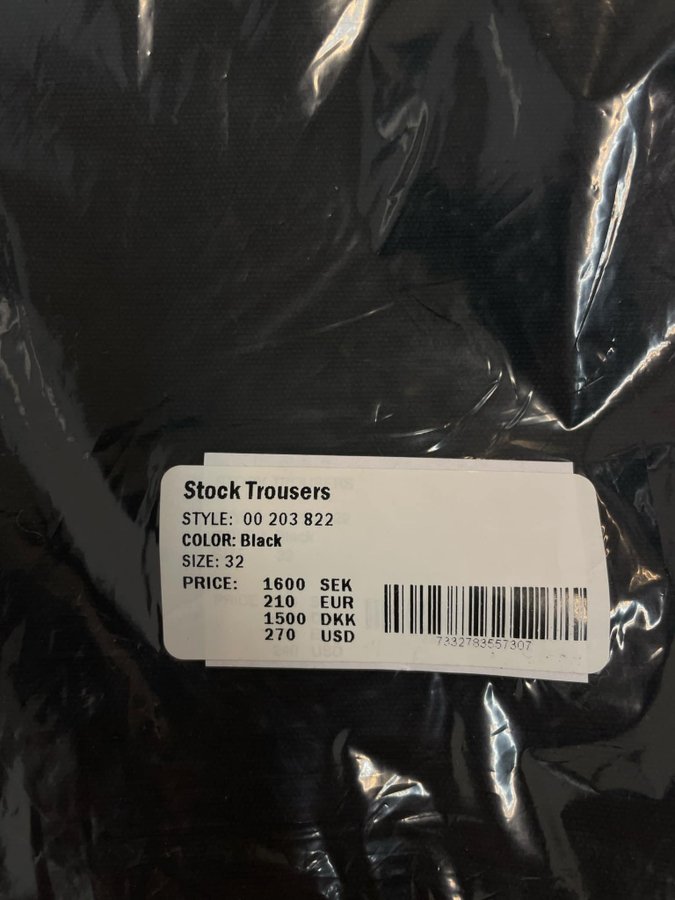 Stock Trousers
STYLE: 00 203 822
COLOR: Black
SIZE: 32
PRICE: 1600 SEK
210 EUR
1500 DKK
270 USD
7332783557307